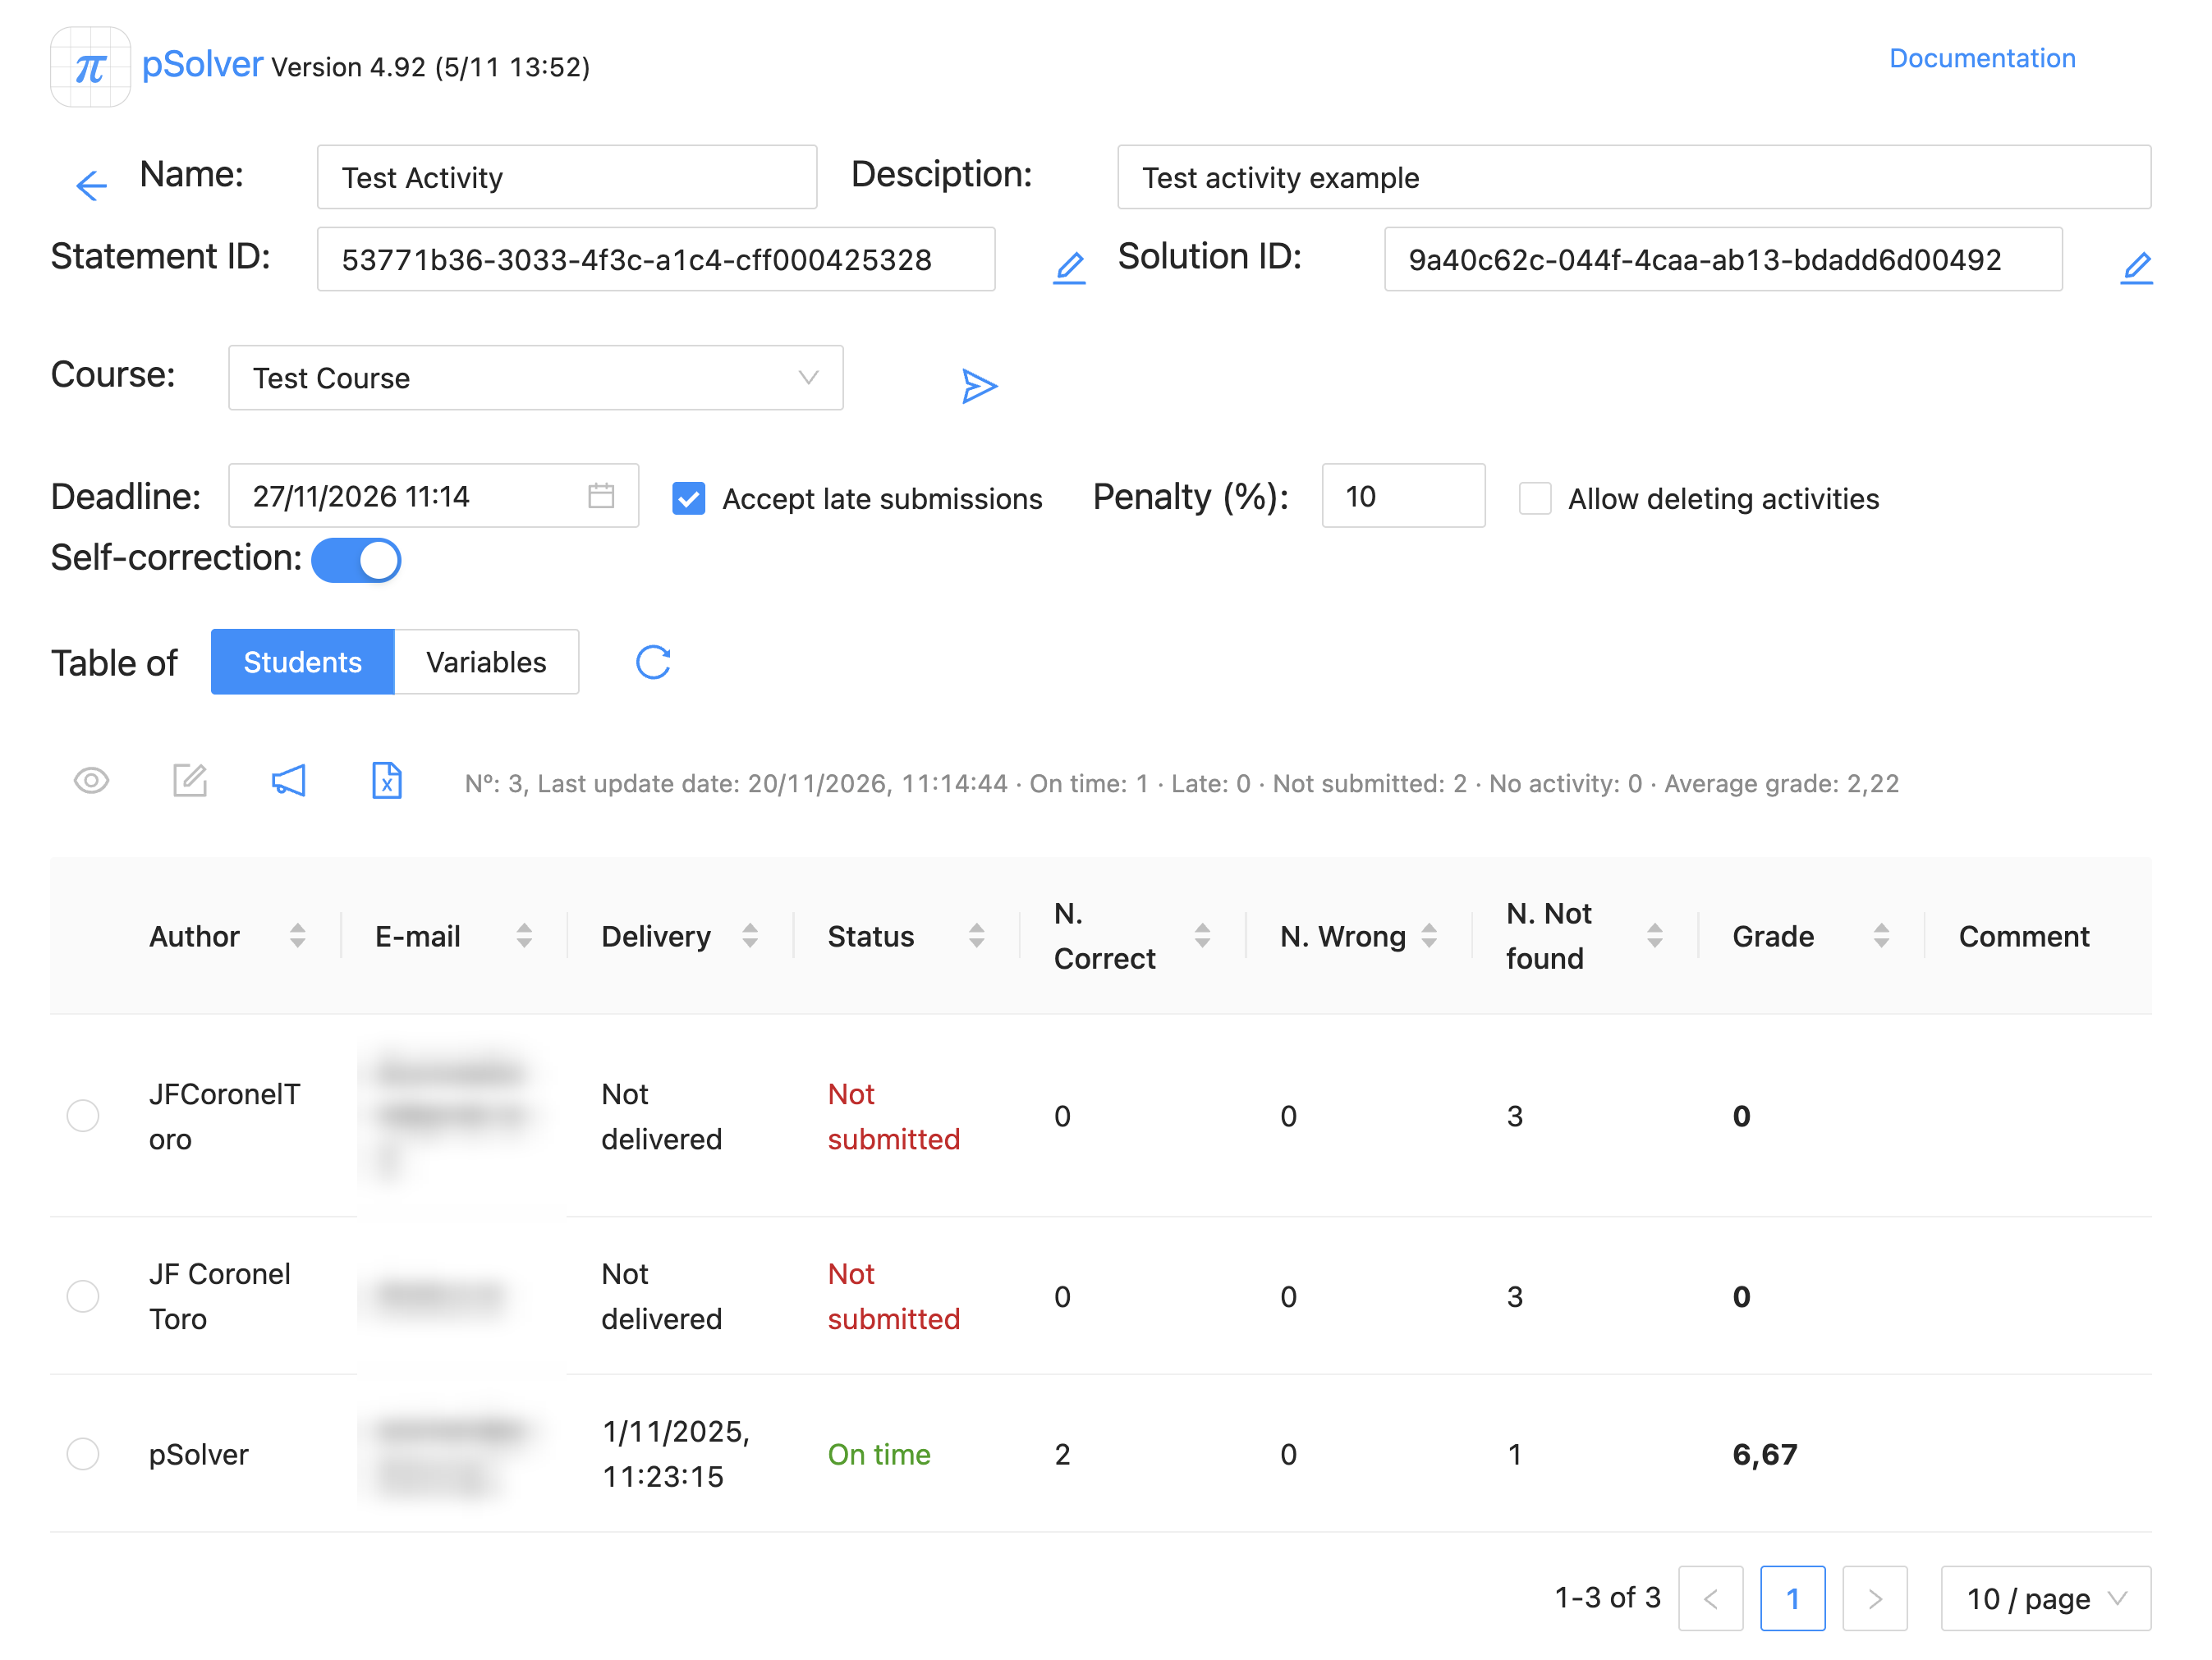 π pSolver Version 4.92 (5/11 13:52) Documentation
Name: Test Activity Desciption: Test activity example
Statement ID: 53771b36-3033-4f3c-a1c4-cff000425328 Solution ID: 9a40c62c-044f-4caa-ab13-bdadd6d00492
Course: Test Course
Deadline: 27/11/2026 11:14 Accept late submissions Penalty (%): 10 Allow deleting activities
Self-correction:
Table of Students Variables
Nº: 3, Last update date: 20/11/2026, 11:14:44 · On time: 1 · Late: 0 · Not submitted: 2 · No activity: 0 · Average grade: 2,22
Author E-mail Delivery Status N. Correct N. Wrong N. Not found Grade Comment
JFCoronelToro Not delivered Not submitted 0 0 3 0
JF Coronel Toro Not delivered Not submitted 0 0 3 0
pSolver 1/11/2025, 11:23:15 On time 2 0 1 6,67
1-3 of 3 < 1 > 10 / page